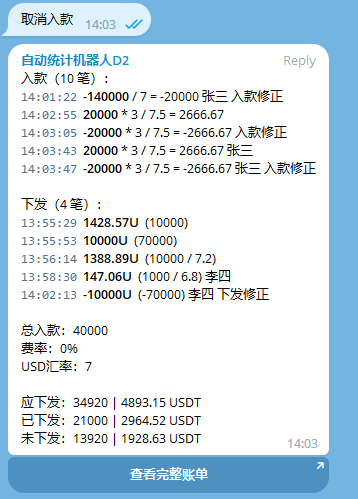 取消入款
14:03
自动统计机器人D2
Reply
入款（10 笔）：
14:01:22 -140000 / 7 = -20000 张三 入款修正
14:02:55 20000 * 3 / 7.5 = 2666.67
14:03:05 -20000 * 3 / 7.5 = -2666.67 入款修正
14:03:43 20000 * 3 / 7.5 = 2666.67 张三
14:03:47 -20000 * 3 / 7.5 = -2666.67 张三 入款修正
下发（4 笔）：
13:55:29 1428.57U (10000)
13:55:53 10000U (70000)
13:56:14 1388.89U (10000 / 7.2)
13:58:30 147.06U (1000 / 6.8) 李四
14:02:13 -10000U (-70000) 李四 下发修正
总入款：40000
费率：0%
USD汇率：7
应下发：34920 | 4893.15 USDT
已下发：21000 | 2964.52 USDT
未下发：13920 | 1928.63 USDT
14:03
查看完整账单